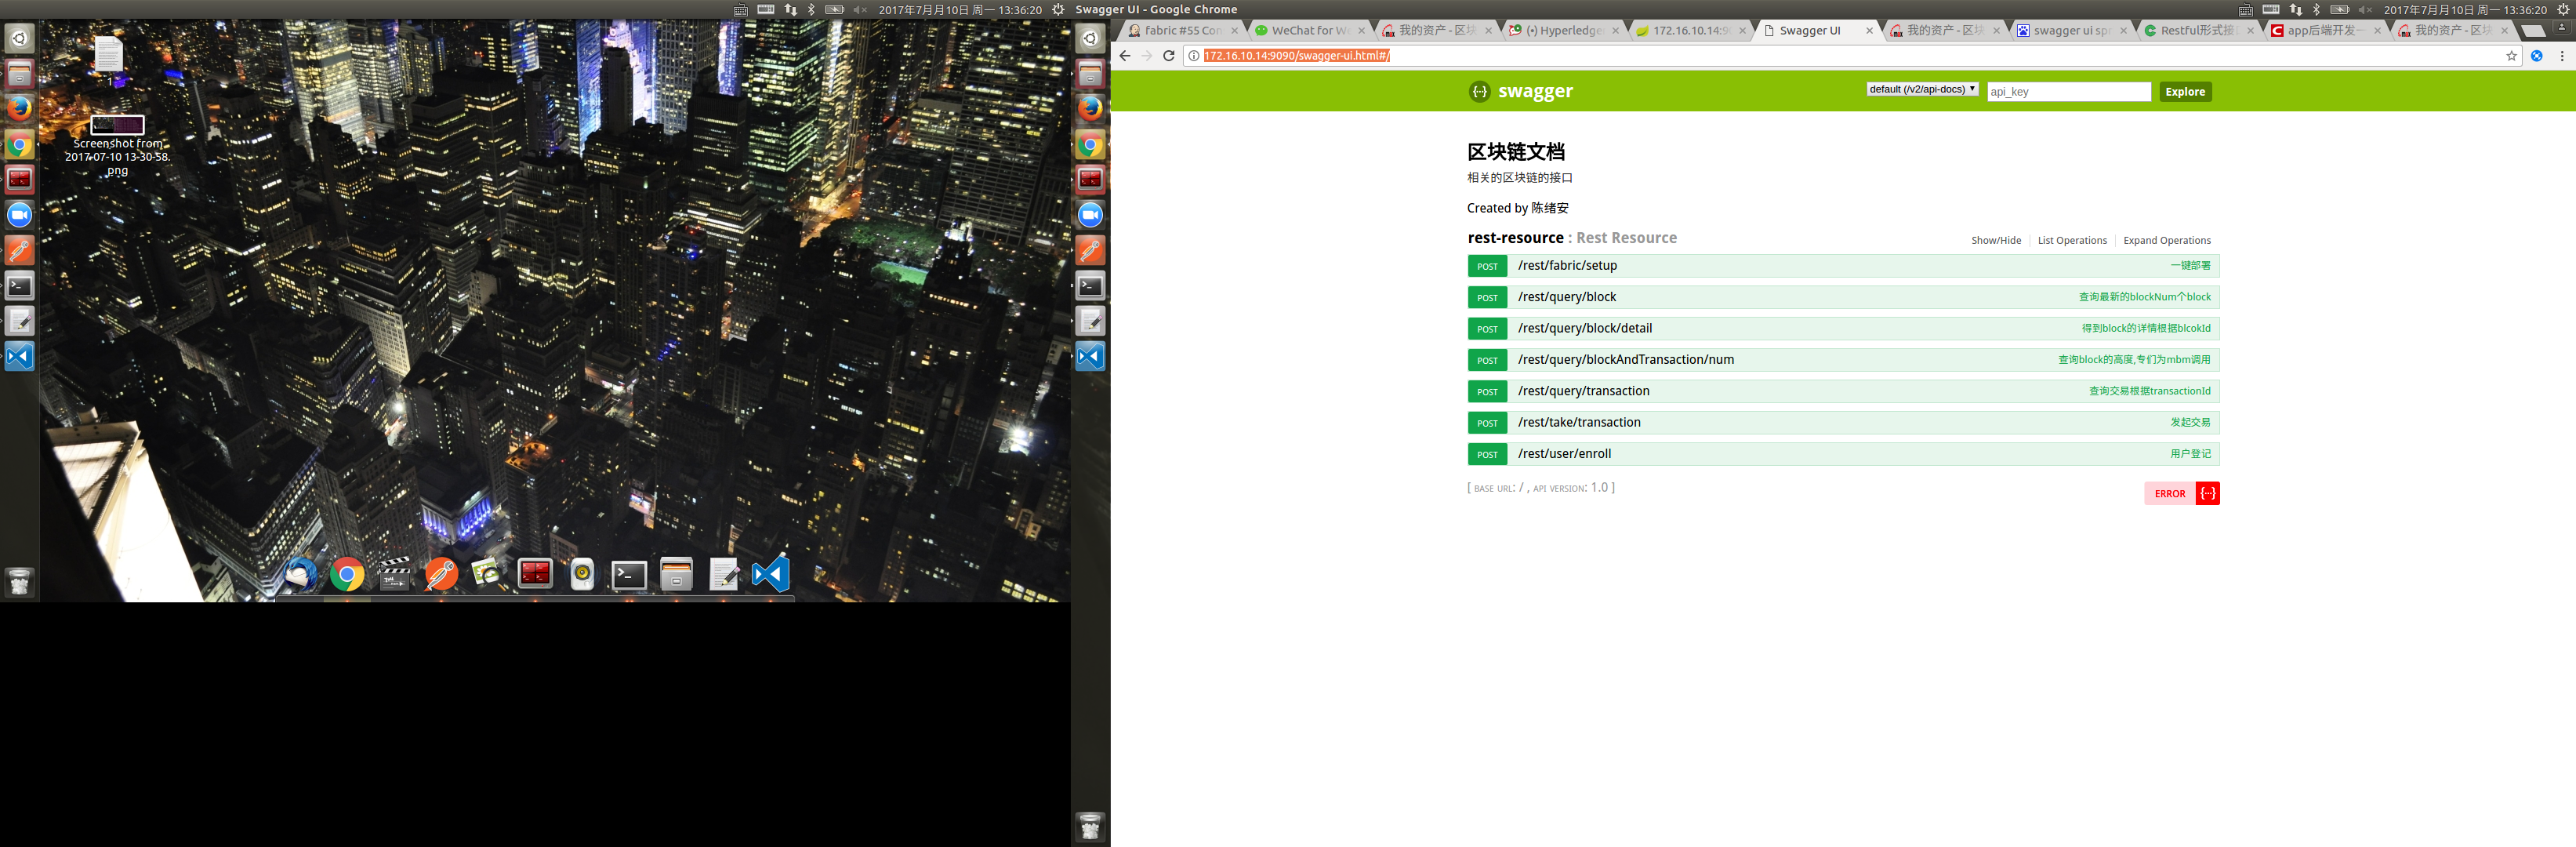 2017年7月月10日 周一 13:36:20
Swagger UI - Google Chrome
2017年7月月10日 周一 13:36:20
1
Screenshot from
2017-07-10 13-30-58.
png
fabric #55 Con
WeChat for We
我的资产 - 区块
(•) Hyperledge
172.16.10.14:90
Swagger UI
我的资产 - 区块
swagger ui spr
Restful形式接
app后端开发一
我的资产 - 区块
172.16.10.14:9090/swagger-ui.html#/
swagger
default (/v2/api-docs)
api_key
Explore
区块链文档
相关的区块链的接口
Created by 陈绪安
rest-resource : Rest Resource
Show/Hide
List Operations
Expand Operations
POST /rest/fabric/setup 一键部署
POST /rest/query/block 查询最新的blockNum个block
POST /rest/query/block/detail 得到block的详情根据blcokId
POST /rest/query/blockAndTransaction/num 查询block的高度,专们为mbm调用
POST /rest/query/transaction 查询交易根据transactionId
POST /rest/take/transaction 发起交易
POST /rest/user/enroll 用户登记
[ BASE URL: / , API VERSION: 1.0 ]
ERROR {···}